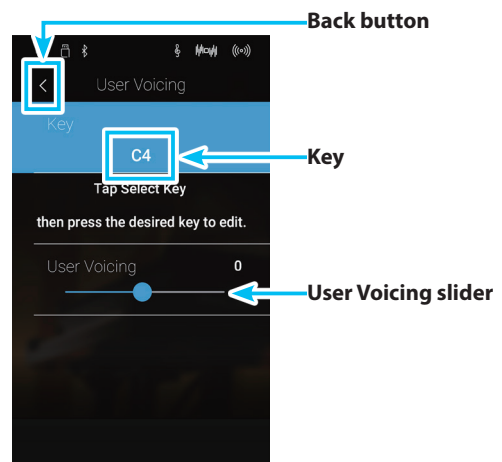 Back button
User Voicing
Key
C4
Key
Tap Select Key
then press the desired key to edit.
User Voicing
0
User Voicing slider